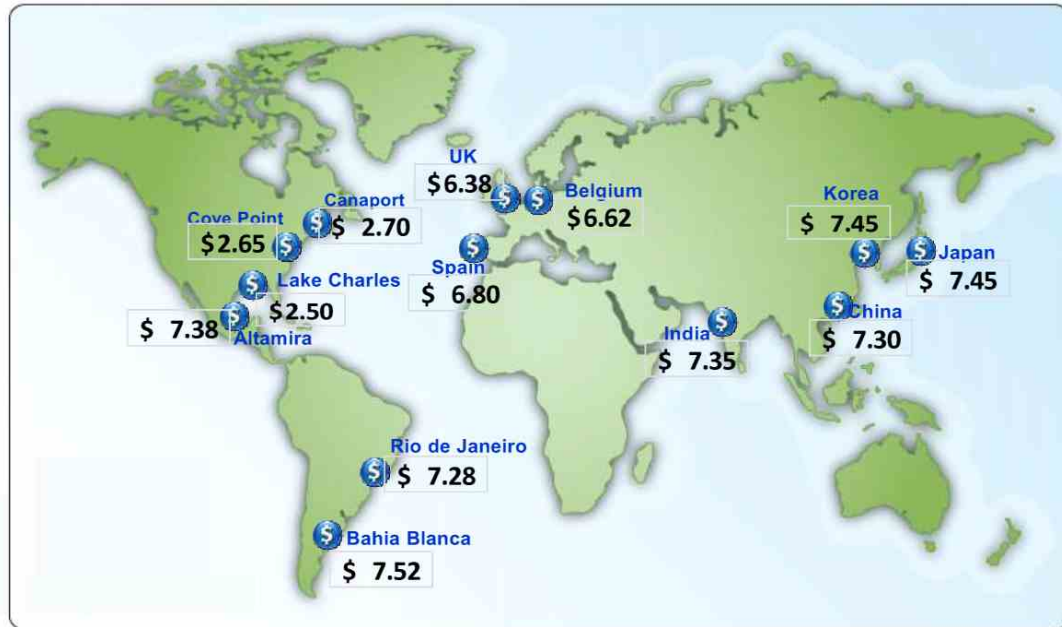 UK
$6.38
Belgium
$6.62
Korea
$ 7.45
Canaport
$ 2.70
Cove Point
$2.65
Japan
$ 7.45
Spain
$ 6.80
Lake Charles
$2.50
China
$ 7.30
$ 7.38
Altamira
India
$ 7.35
Rio de Janeiro
$ 7.28
Bahia Blanca
$ 7.52